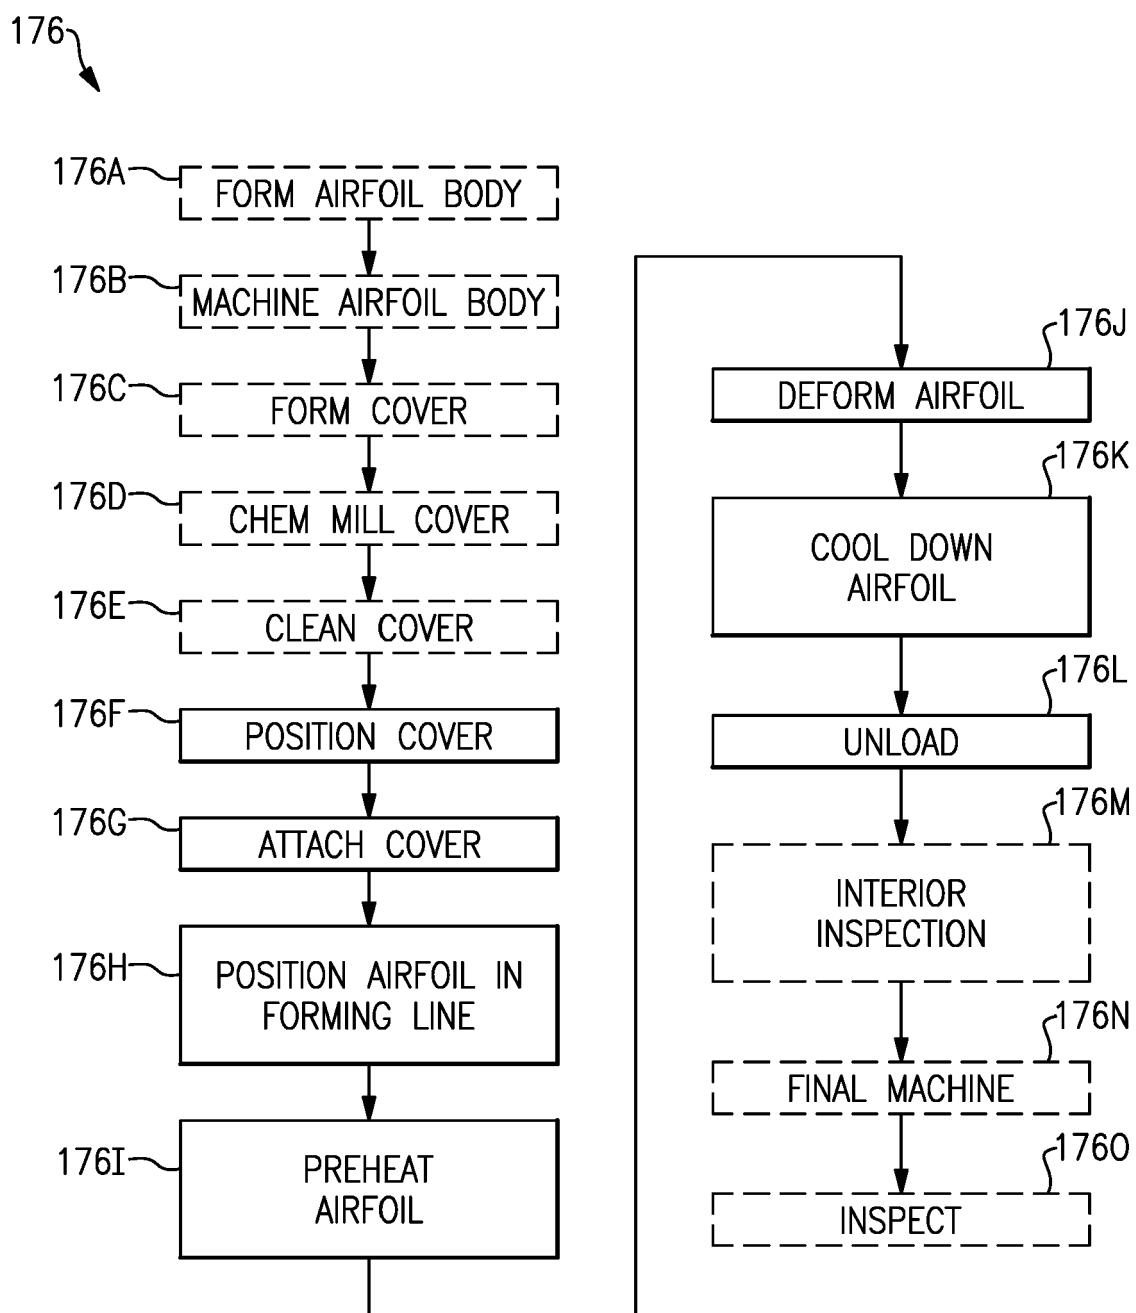 176
176A
FORM AIRFOIL BODY
176B
MACHINE AIRFOIL BODY
176C
FORM COVER
176D
CHEM MILL COVER
176E
CLEAN COVER
176F
POSITION COVER
176G
ATTACH COVER
176H
POSITION AIRFOIL IN
FORMING LINE
176I
PREHEAT
AIRFOIL
176J
DEFORM AIRFOIL
176K
COOL DOWN
AIRFOIL
176L
UNLOAD
176M
INTERIOR
INSPECTION
176N
FINAL MACHINE
176O
INSPECT